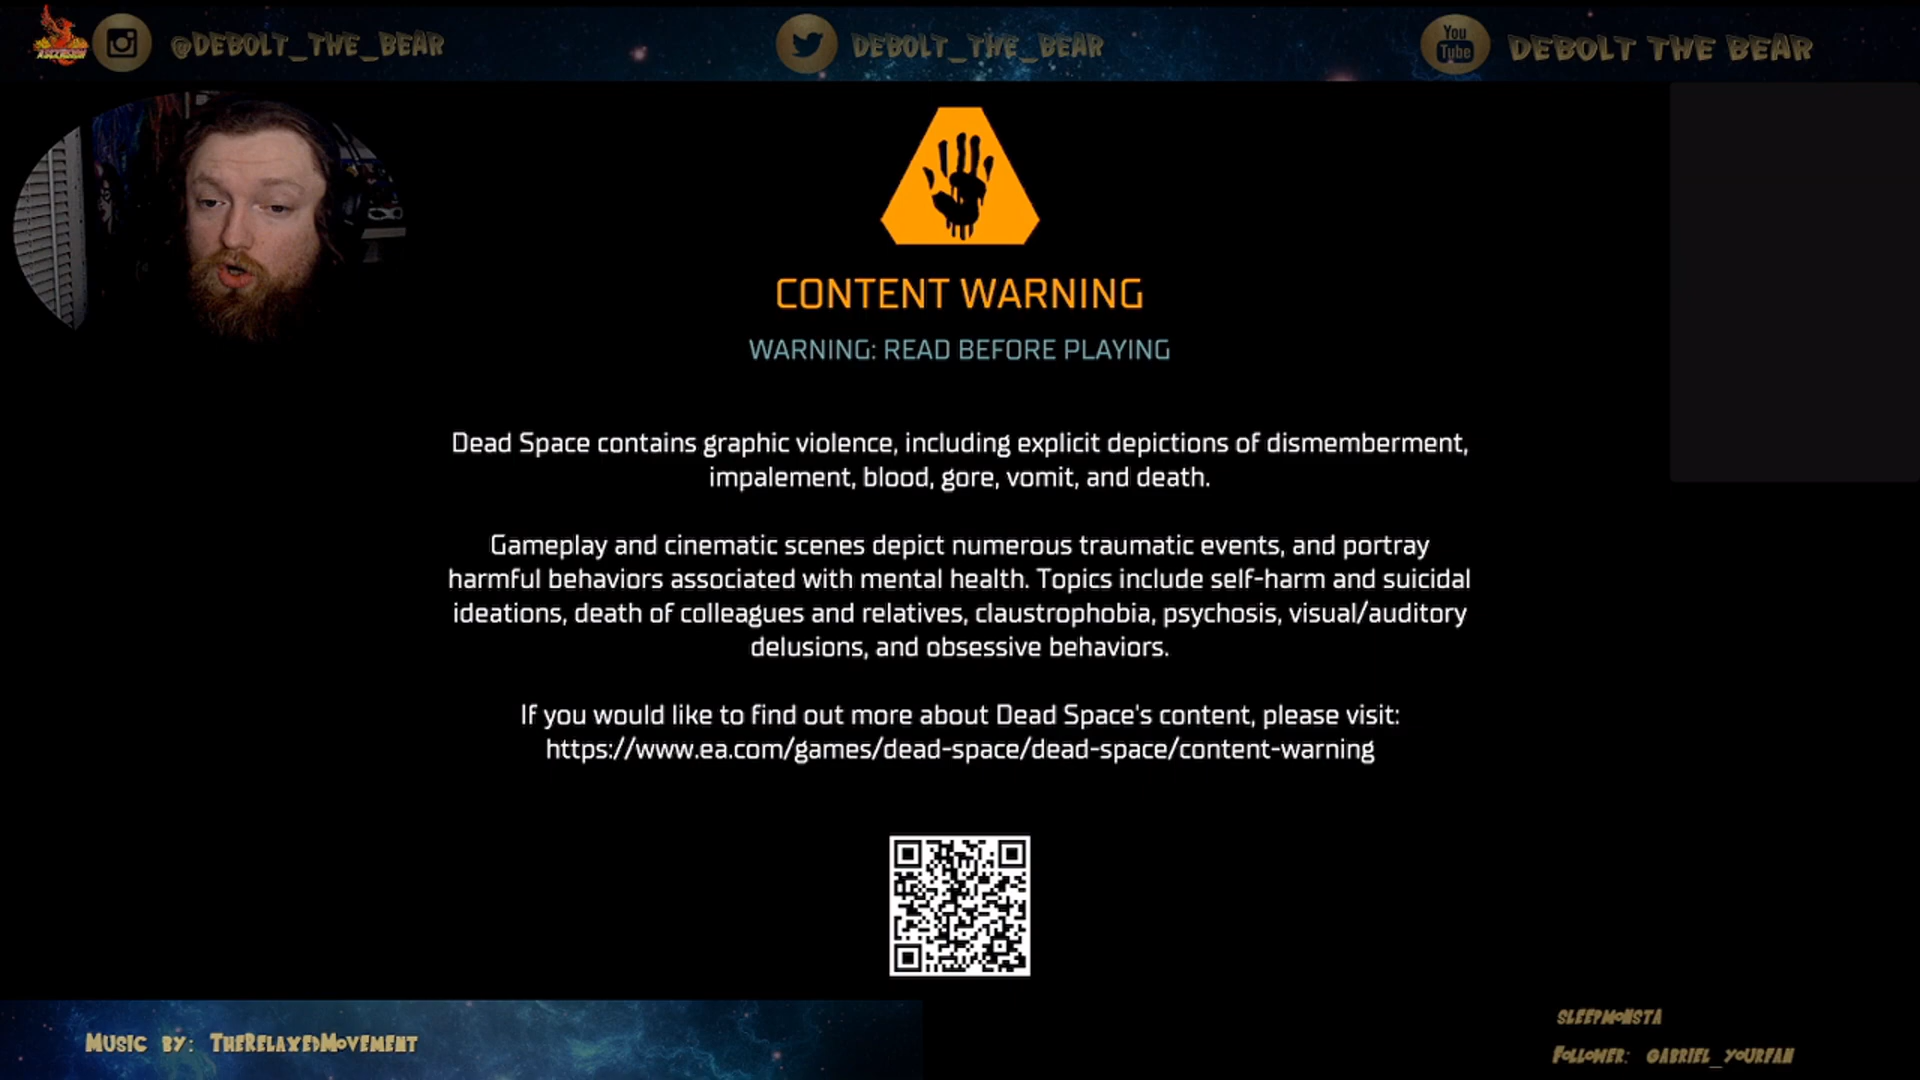 @DEBOLT_THE_BEAR
DEBOLT_THE_BEAR
You
Tube
DEBOLT THE BEAR
CONTENT WARNING
WARNING: READ BEFORE PLAYING
Dead Space contains graphic violence, including explicit depictions of dismemberment,
impalement, blood, gore, vomit, and death.
Gameplay and cinematic scenes depict numerous traumatic events, and portray
harmful behaviors associated with mental health. Topics include self-harm and suicidal
ideations, death of colleagues and relatives, claustrophobia, psychosis, visual/auditory
delusions, and obsessive behaviors.
If you would like to find out more about Dead Space's content, please visit:
https://www.ea.com/games/dead-space/dead-space/content-warning
Music by: TheRelaxedMovement
SLEEPMONSTA
Follower: GABRIEL_YOURFAN